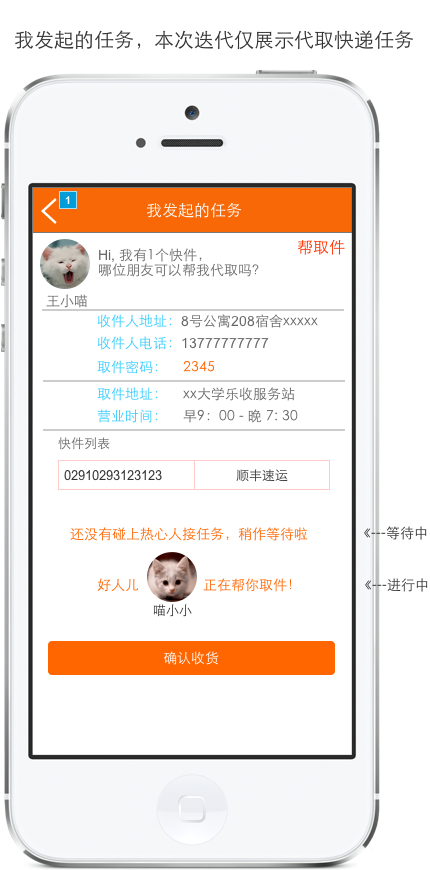 我发起的任务，本次迭代仅展示代取快递任务
1
我发起的任务
帮取件
Hi, 我有1个快件，
哪位朋友可以帮我代取吗?
王小喵
收件人地址： 8号公寓208宿舍xxxxx
收件人电话： 13777777777
取件密码： 2345
取件地址： xx大学乐收服务站
营业时间： 早9：00 - 晚 7: 30
快件列表
02910293123123 顺丰速运
还没有碰上热心人接任务，稍作等待啦 《---等待中
好人儿 正在帮你取件! 《---进行中
喵小小
确认收货